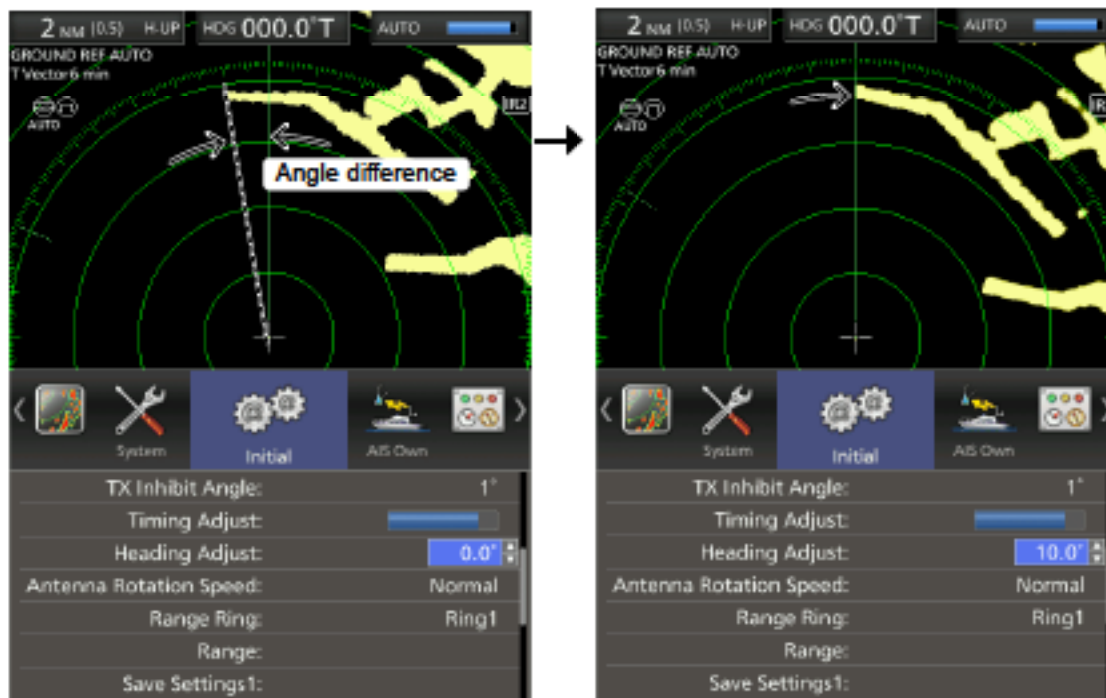 2 NM (0.5) H-UP HDG 000.0°T AUTO
GROUND REF AUTO
T Vector6 min
AUTO
IR2
Angle difference
System
Initial
AIS Own
TX Inhibit Angle: 1°
Timing Adjust:
Heading Adjust: 0.0°
Antenna Rotation Speed: Normal
Range Ring: Ring1
Range:
Save Settings1:
2 NM (0.5) H-UP HDG 000.0°T AUTO
GROUND REF AUTO
T Vector6 min
AUTO
IR
System
Initial
AIS Own
TX Inhibit Angle: 1°
Timing Adjust:
Heading Adjust: 10.0°
Antenna Rotation Speed: Normal
Range Ring: Ring1
Range:
Save Settings1: